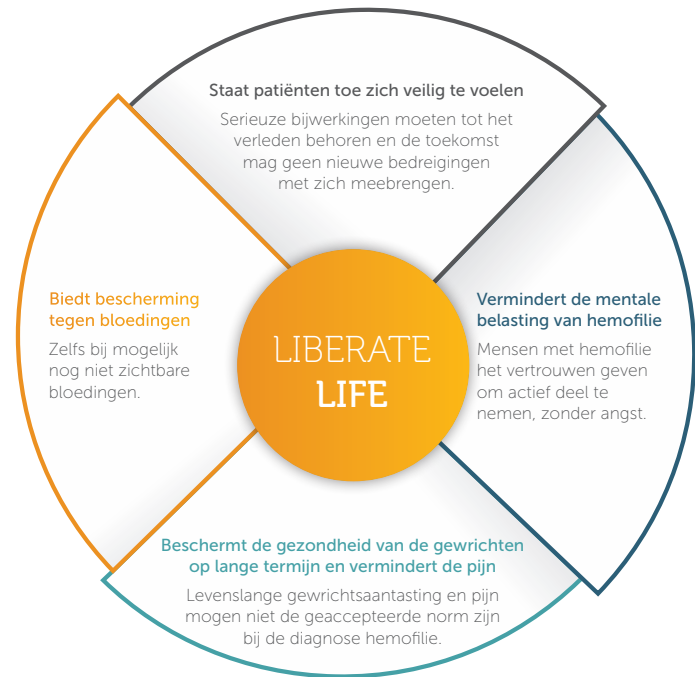 Staat patiënten toe zich veilig te voelen
Serieuze bijwerkingen moeten tot het
verleden behoren en de toekomst
mag geen nieuwe bedreigingen
met zich meebrengen.
Biedt bescherming
tegen bloedingen
Zelfs bij mogelijk
nog niet zichtbare
bloedingen.
LIBERATE
LIFE
Vermindert de mentale
belasting van hemofilie
Mensen met hemofilie
het vertrouwen geven
om actief deel te
nemen, zonder angst.
Beschermt de gezondheid van de gewrichten
op lange termijn en vermindert de pijn
Levenslange gewrichtsaantasting en pijn
mogen niet de geaccepteerde norm zijn
bij de diagnose hemofilie.